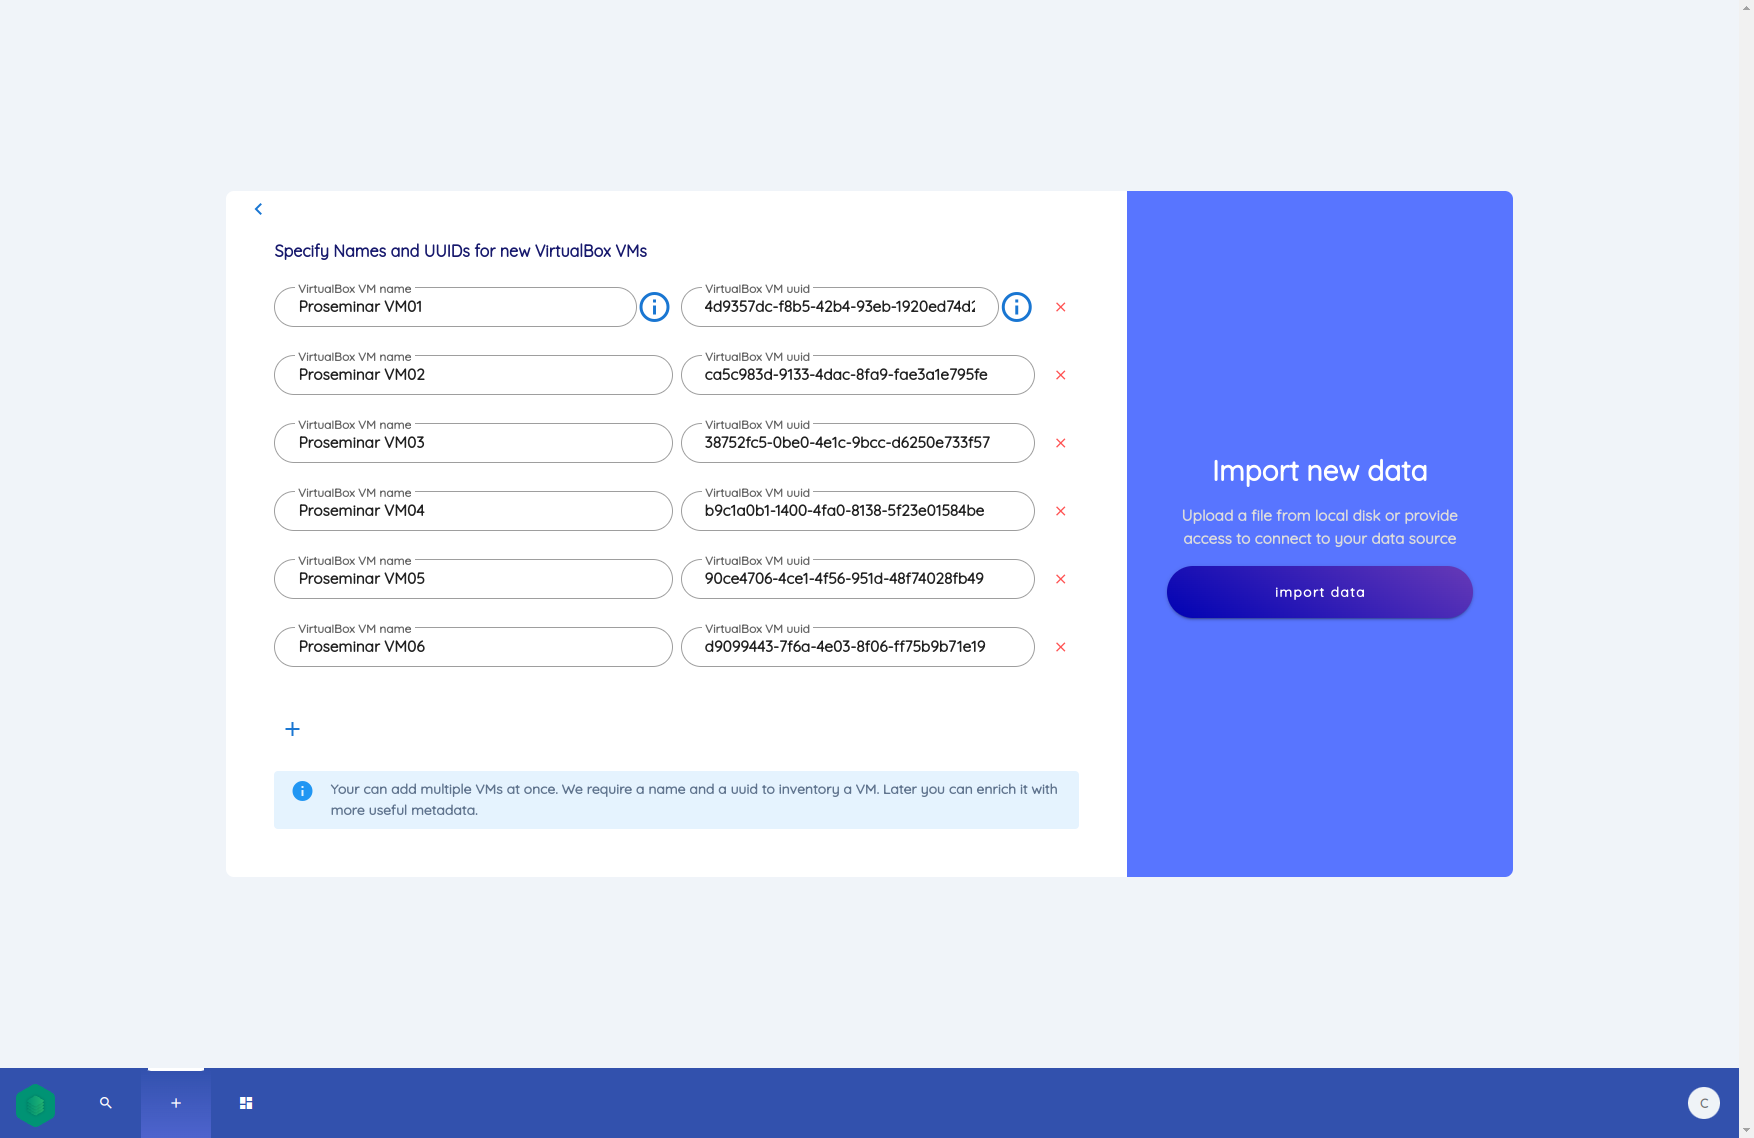 Specify Names and UUIDs for new VirtualBox VMs
VirtualBox VM name
Proseminar VM01
VirtualBox VM uuid
4d9357dc-f8b5-42b4-93eb-1920ed74d
VirtualBox VM name
Proseminar VM02
VirtualBox VM uuid
ca5c983d-9133-4dac-8fa9-fae3a1e795fe
VirtualBox VM name
Proseminar VM03
VirtualBox VM uuid
38752fc5-0be0-4e1c-9bcc-d6250e733f57
VirtualBox VM name
Proseminar VM04
VirtualBox VM uuid
b9c1a0b1-1400-4fa0-8138-5f23e01584be
VirtualBox VM name
Proseminar VM05
VirtualBox VM uuid
90ce4706-4ce1-4f56-951d-48f74028fb49
VirtualBox VM name
Proseminar VM06
VirtualBox VM uuid
d9099443-7f6a-4e03-8f06-ff75b9b71e19
Your can add multiple VMs at once. We require a name and a uuid to inventory a VM. Later you can enrich it with
more useful metadata.
Import new data
Upload a file from local disk or provide
access to connect to your data source
import data
C